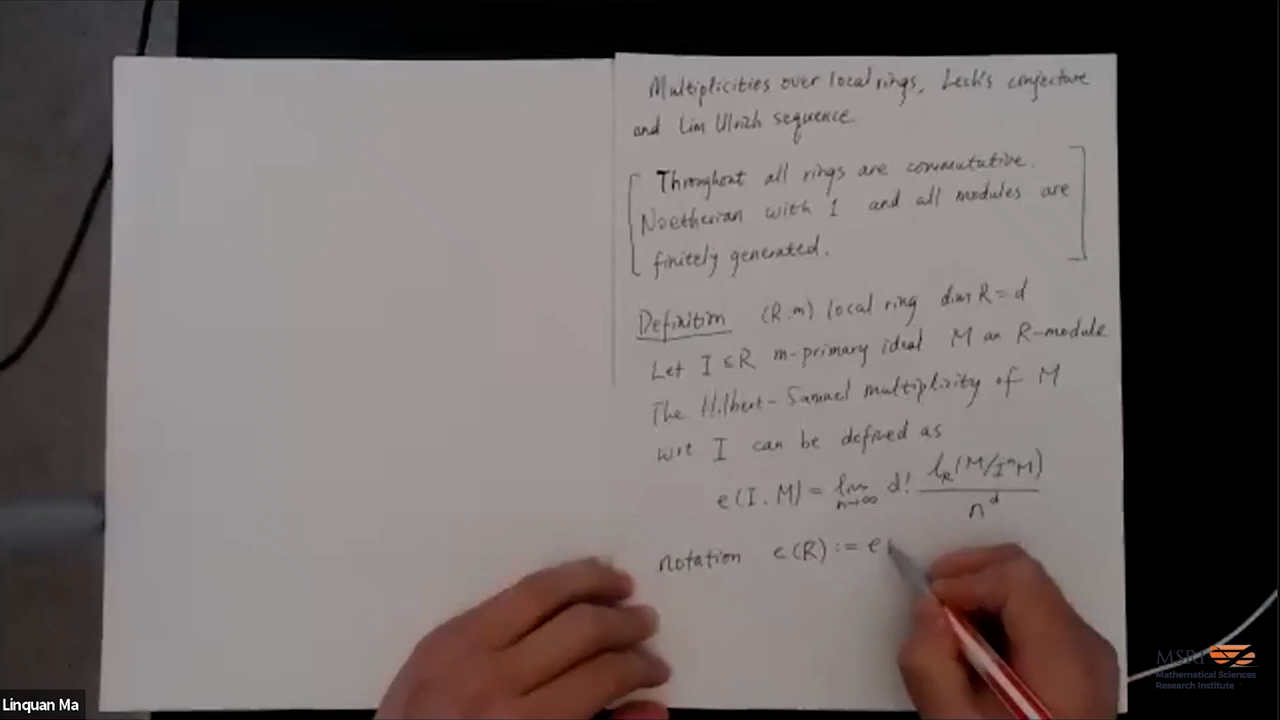 Multiplicities over local rings, Lech's conjecture
and Lim Ulrich sequence
[ Throughout all rings are commutative.
Noetherian with 1 and all modules are
finitely generated. ]
Definition (R.m) local ring dim R = d
Let I ⊆ R m-primary ideal M an R-module
The Hilbert-Samuel multiplicity of M
wrt I can be defined as
e(I.M) = lim n→∞ d! l_R(M/I^n M) / n^d
notation e(R) := e
MSRI
Mathematical Sciences
Research Institute
Linquan Ma